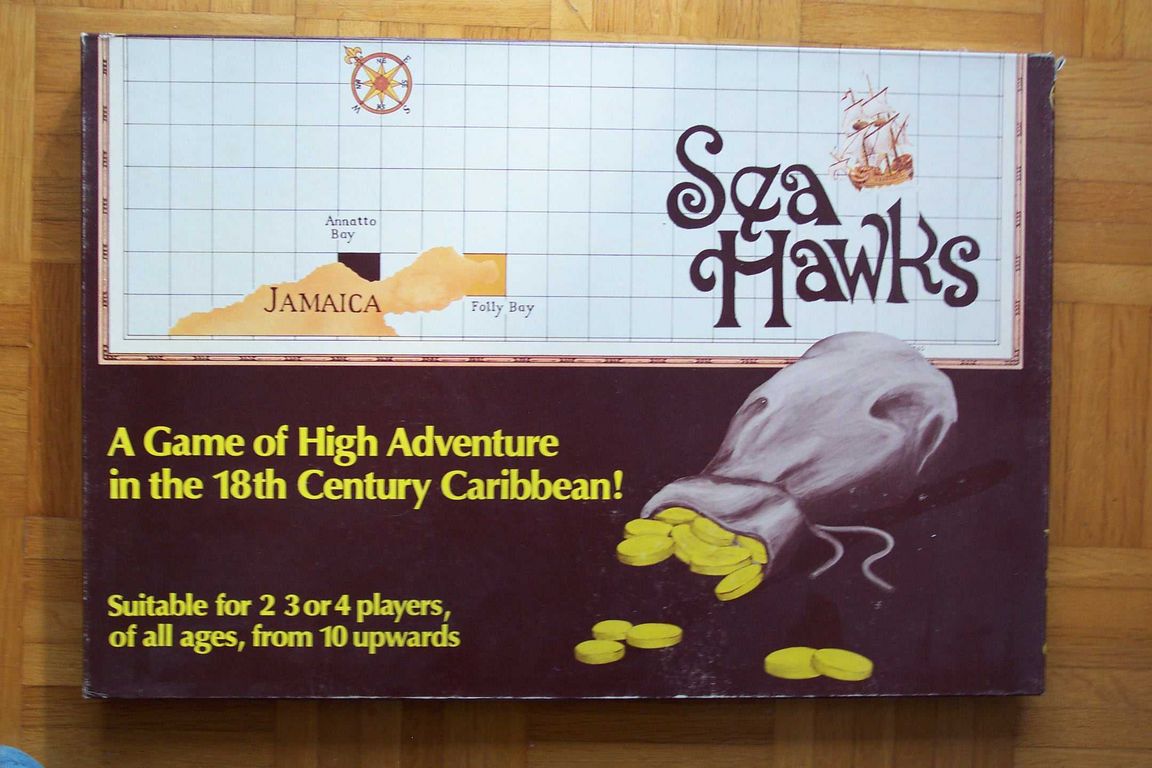 Sea
Hawks
Annatto
Bay
JAMAICA
Folly Bay
A Game of High Adventure
in the 18th Century Caribbean!
Suitable for 2 3 or 4 players,
of all ages, from 10 upwards